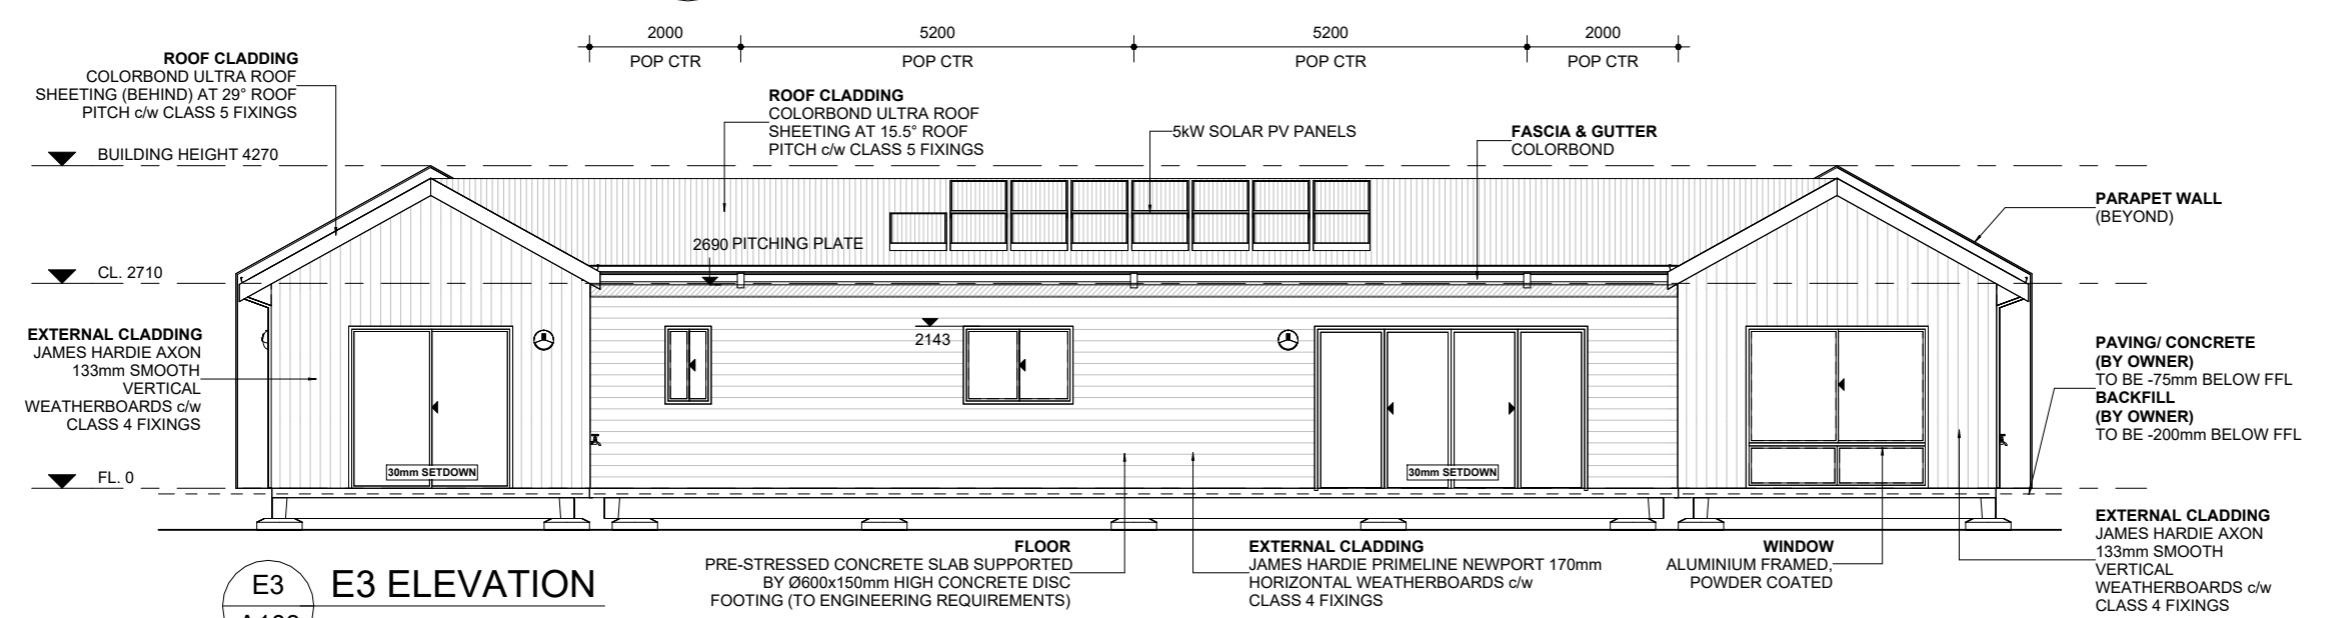 2000
5200
5200
2000
POP CTR
POP CTR
POP CTR
POP CTR
ROOF CLADDING
COLORBOND ULTRA ROOF
SHEETING (BEHIND) AT 29° ROOF
PITCH c/w CLASS 5 FIXINGS
ROOF CLADDING
COLORBOND ULTRA ROOF
SHEETING AT 15.5° ROOF
PITCH c/w CLASS 5 FIXINGS
5kW SOLAR PV PANELS
FASCIA & GUTTER
COLORBOND
BUILDING HEIGHT 4270
PARAPET WALL
(BEYOND)
2690 PITCHING PLATE
CL. 2710
EXTERNAL CLADDING
JAMES HARDIE AXON
133mm SMOOTH
VERTICAL
WEATHERBOARDS c/w
CLASS 4 FIXINGS
2143
PAVING/ CONCRETE
(BY OWNER)
TO BE -75mm BELOW FFL
BACKFILL
(BY OWNER)
TO BE -200mm BELOW FFL
30mm SETDOWN
30mm SETDOWN
FL. 0
FLOOR
PRE-STRESSED CONCRETE SLAB SUPPORTED
BY Ø600x150mm HIGH CONCRETE DISC
FOOTING (TO ENGINEERING REQUIREMENTS)
EXTERNAL CLADDING
JAMES HARDIE PRIMELINE NEWPORT 170mm
HORIZONTAL WEATHERBOARDS c/w
CLASS 4 FIXINGS
WINDOW
ALUMINIUM FRAMED,
POWDER COATED
EXTERNAL CLADDING
JAMES HARDIE AXON
133mm SMOOTH
VERTICAL
WEATHERBOARDS c/w
CLASS 4 FIXINGS
E3
E3 ELEVATION